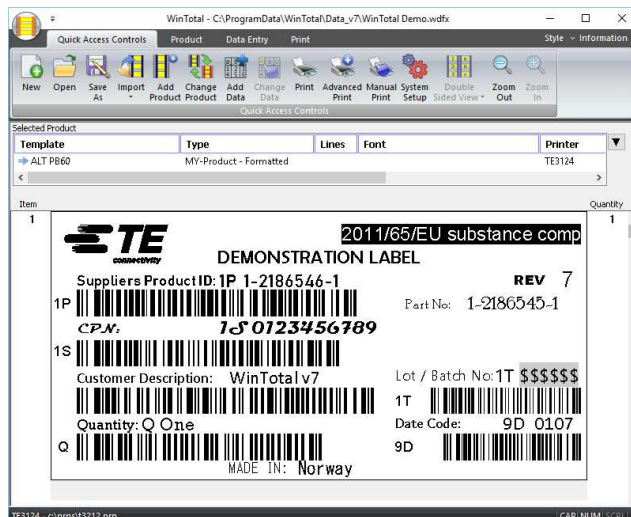 WinTotal - C:\ProgramData\WinTotal\Data_v7\WinTotal Demo.wdfx
Quick Access Controls Product Data Entry Print Style Information
New Open Save As Import Add Product Change Product Add Data Change Data Print Advanced Print Manual Print System Setup Double Sided View Zoom Out Zoom In
Quick Access Controls
Selected Product
Template Type Lines Font Printer
ALT PB60 MY-Product - Formatted TE3124
Item Quantity
1 1
TE connectivity
2011/65/EU substance comp
DEMONSTRATION LABEL
Suppliers Product ID: 1P 1-2186546-1 REV 7
1P Part No: 1-2186545-1
CPN: 1S 0123456789
1S
Customer Description: WinTotal v7 Lot / Batch No: 1T $$$$$$
1T
Quantity: Q One Date Code: 9D 0107
Q 9D
MADE IN: Norway
TE3124 - c:\prns\t3212.prn CAP NUM SCRL